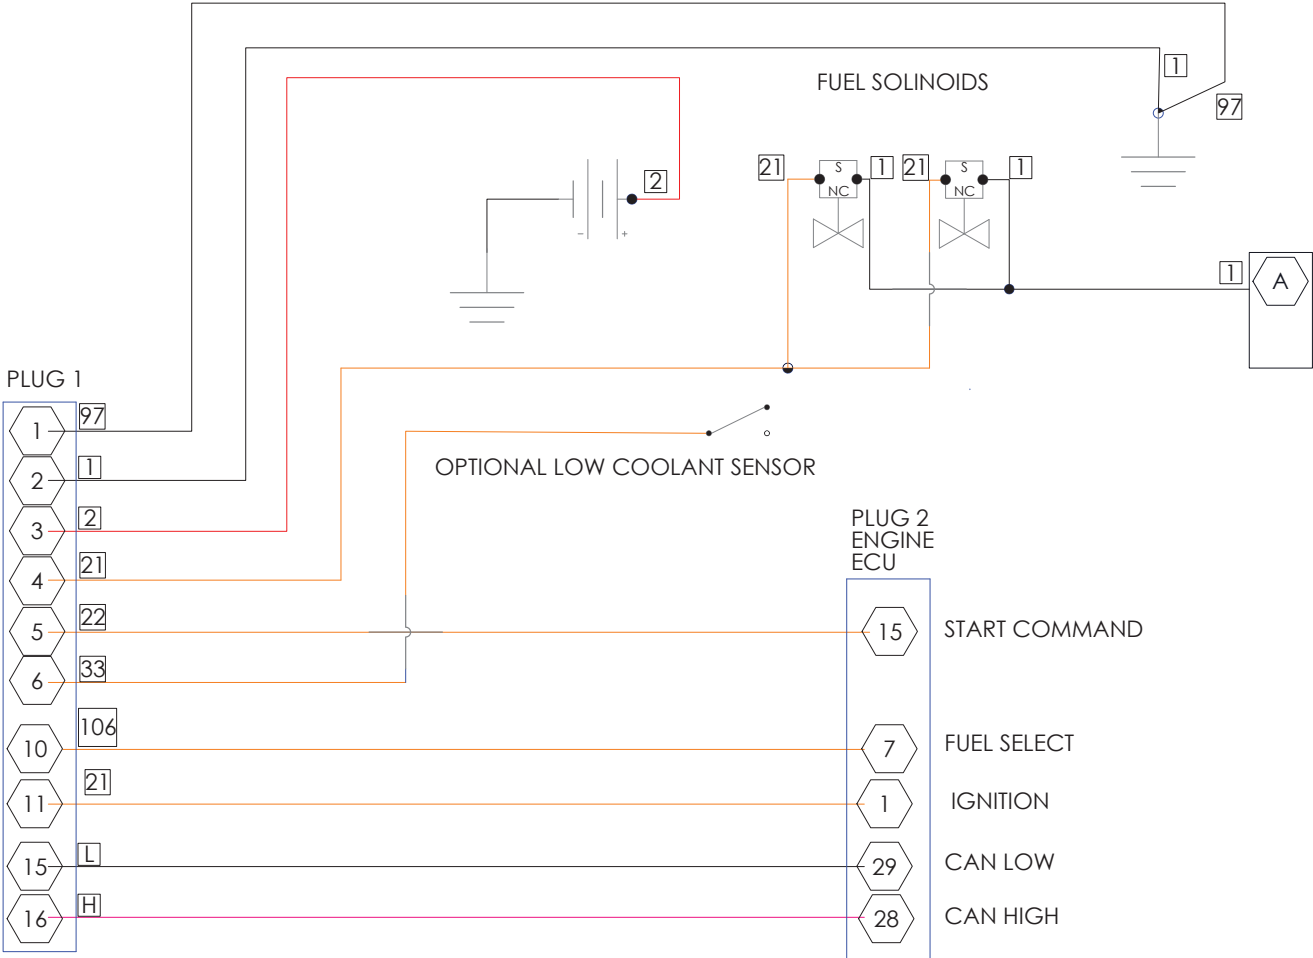 1
FUEL SOLINOIDS
97
2
21
S
NC
1
21
S
NC
1
- +
1
A
PLUG 1
1
97
2
1
3
2
4
21
5
22
6
33
10
106
11
21
15
L
16
H
OPTIONAL LOW COOLANT SENSOR
PLUG 2
ENGINE
ECU
15
START COMMAND
7
FUEL SELECT
1
IGNITION
29
CAN LOW
28
CAN HIGH